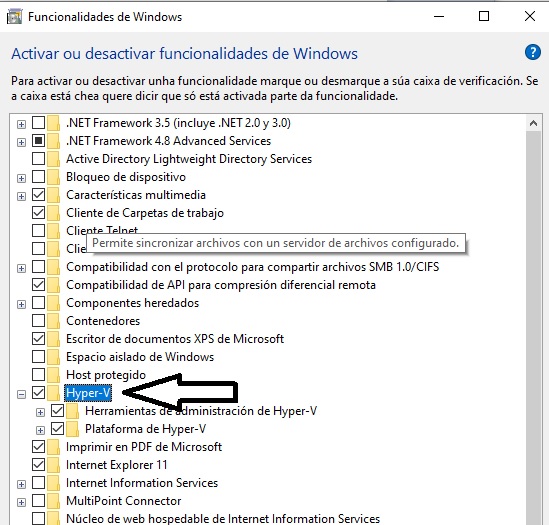 Funcionalidades de Windows
Activar ou desactivar funcionalidades de Windows
Para activar ou desactivar unha funcionalidade marque ou desmarque a súa caixa de verificación. Se
a caixa está chea quere dicir que só está activada parte da funcionalidade.
.NET Framework 3.5 (incluye .NET 2.0 y 3.0)
.NET Framework 4.8 Advanced Services
Active Directory Lightweight Directory Services
Bloqueo de dispositivo
Características multimedia
Cliente de Carpetas de trabajo
Cliente Telnet
Permite sincronizar archivos con un servidor de archivos configurado.
Compatibilidad con el protocolo para compartir archivos SMB 1.0/CIFS
Compatibilidad de API para compresión diferencial remota
Componentes heredados
Contenedores
Escritor de documentos XPS de Microsoft
Espacio aislado de Windows
Host protegido
Hyper-V
Herramientas de administración de Hyper-V
Plataforma de Hyper-V
Imprimir en PDF de Microsoft
Internet Explorer 11
Internet Information Services
MultiPoint Connector
Núcleo de web hospedable de Internet Information Services